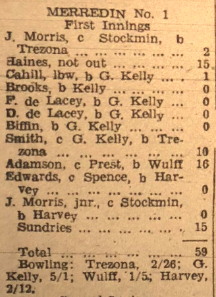 MERREDIN No. 1
First Innings
J. Morris, c Stockmin, b
Trezona ... ... ... ... ... 2
Haines, not out ... ... ... 15
Cahill, lbw, b G. Kelly ... 1
Brooks, b Kelly ... ... ... 0
F. de Lacey, b G. Kelly ... 0
D. de Lacey, b G. Kelly ... 0
Biffin, b G. Kelly ... ... 0
Smith, c G. Kelly, b Tre-
zona ... ... ... ... ... 10
Adamson, c Prest, b Wulff 16
Edwards, c Spence, b Har-
vey ... ... ... ... ... 0
J. Morris, jnr., c Stockmin,
b Harvey ... ... ... ... 0
Sundries ... ... ... ... 15
Total ... ... ... ... ... 59
Bowling: Trezona, 2/26; G.
Kelly, 5/1; Wulff, 1/5; Harvey,
2/12.